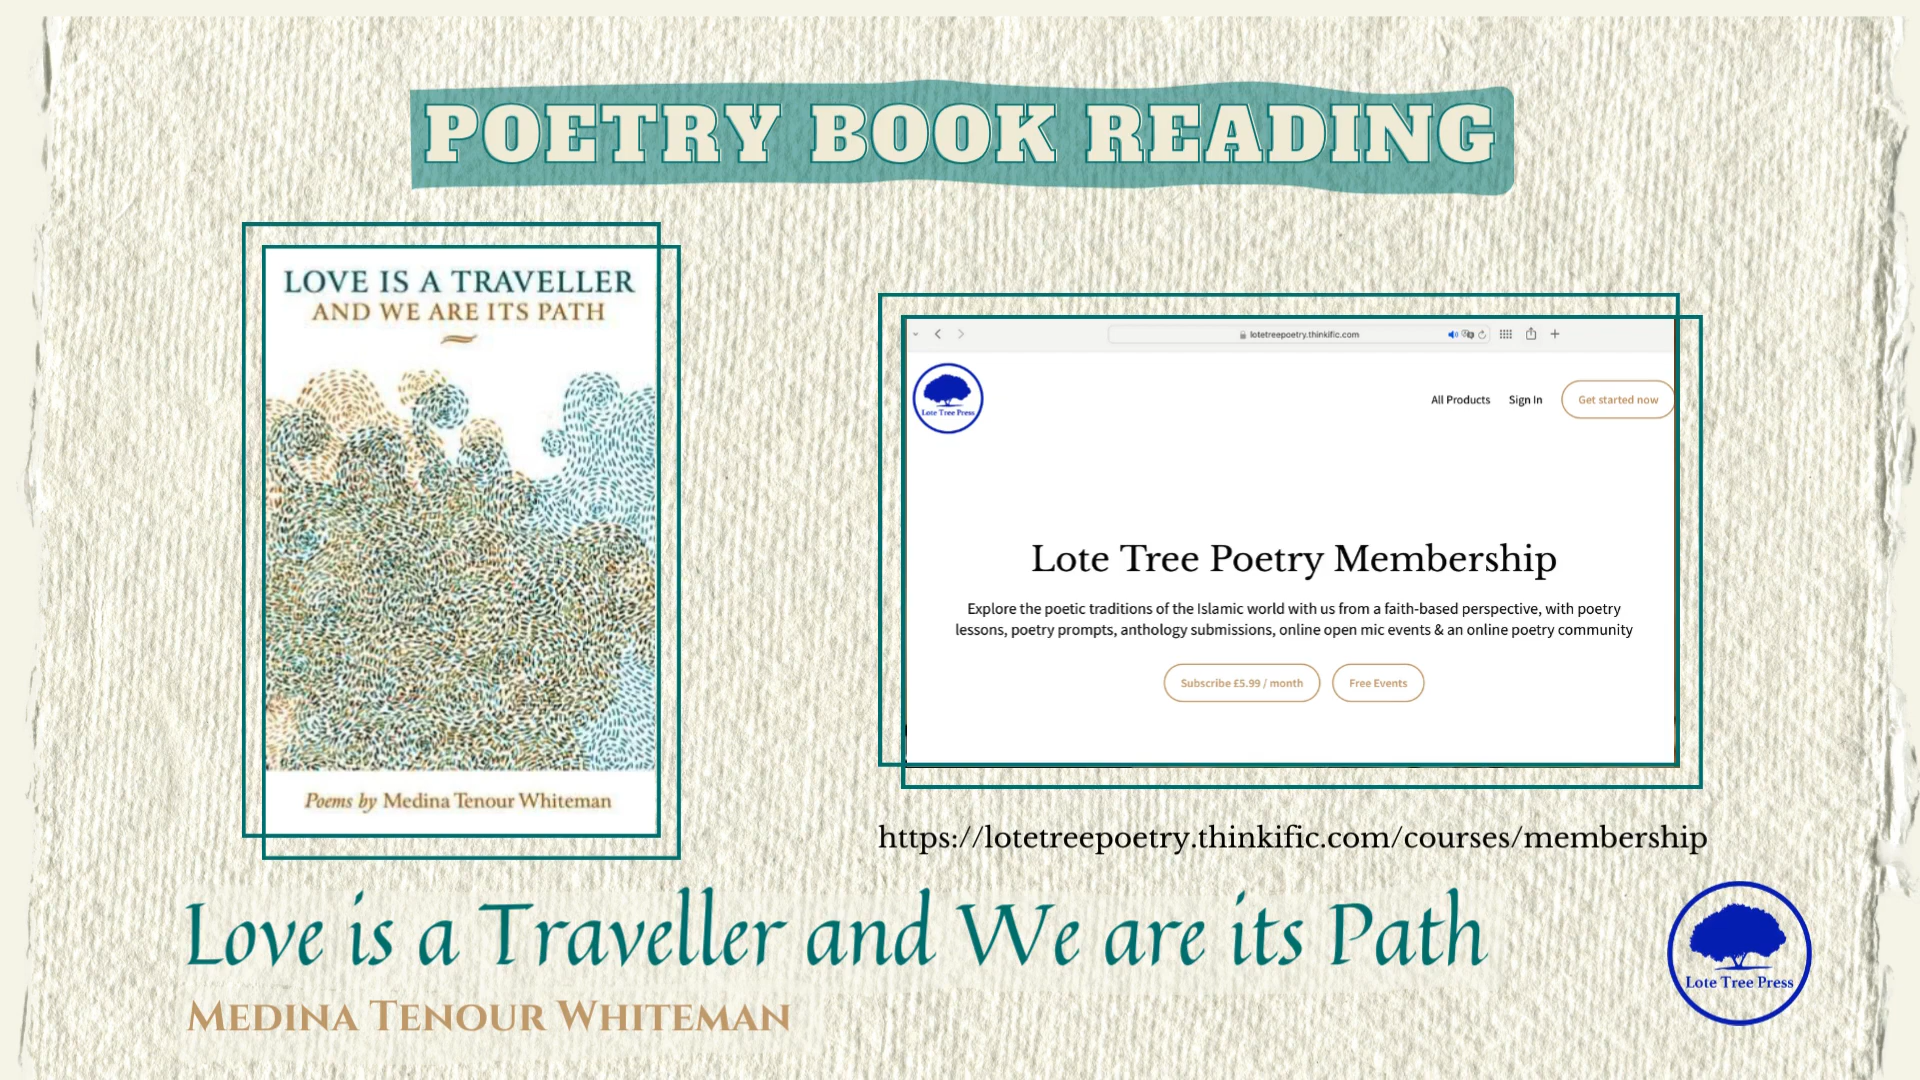 POETRY BOOK READING
LOVE IS A TRAVELLER
AND WE ARE ITS PATH
Poems by Medina Tenour Whiteman
lotetreepoetry.thinkific.com
Lote Tree Press
All Products
Sign In
Get started now
Lote Tree Poetry Membership
Explore the poetic traditions of the Islamic world with us from a faith-based perspective, with poetry
lessons, poetry prompts, anthology submissions, online open mic events & an online poetry community
Subscribe £5.99 / month
Free Events
https://lotetreepoetry.thinkific.com/courses/membership
Love is a Traveller and We are its Path
MEDINA TENOUR WHITEMAN
Lote Tree Press